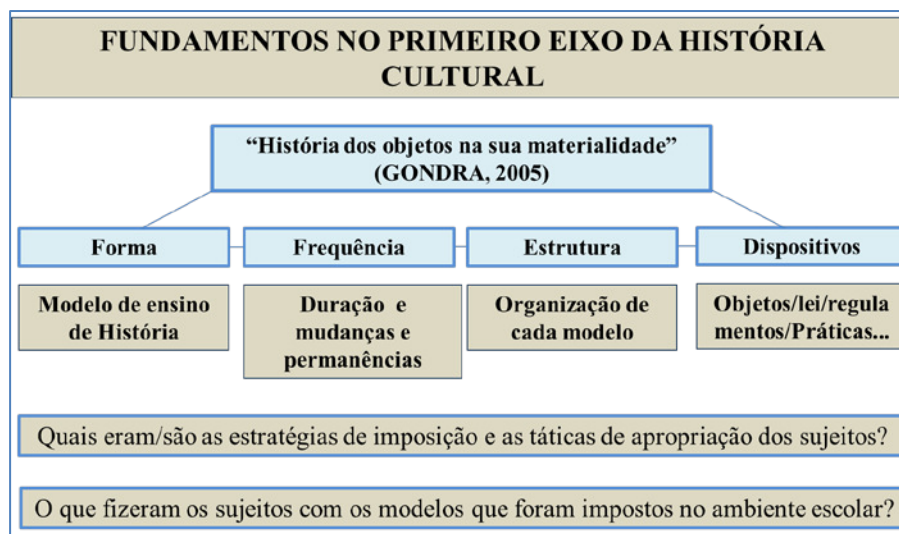 FUNDAMENTOS NO PRIMEIRO EIXO DA HISTÓRIA
CULTURAL
“História dos objetos na sua materialidade”
(GONDRA, 2005)
Forma
Frequência
Estrutura
Dispositivos
Modelo de ensino
de História
Duração e
mudanças e
permanências
Organização de
cada modelo
Objetos/lei/regula
mentos/Práticas...
Quais eram/são as estratégias de imposição e as táticas de apropriação dos sujeitos?
O que fizeram os sujeitos com os modelos que foram impostos no ambiente escolar?